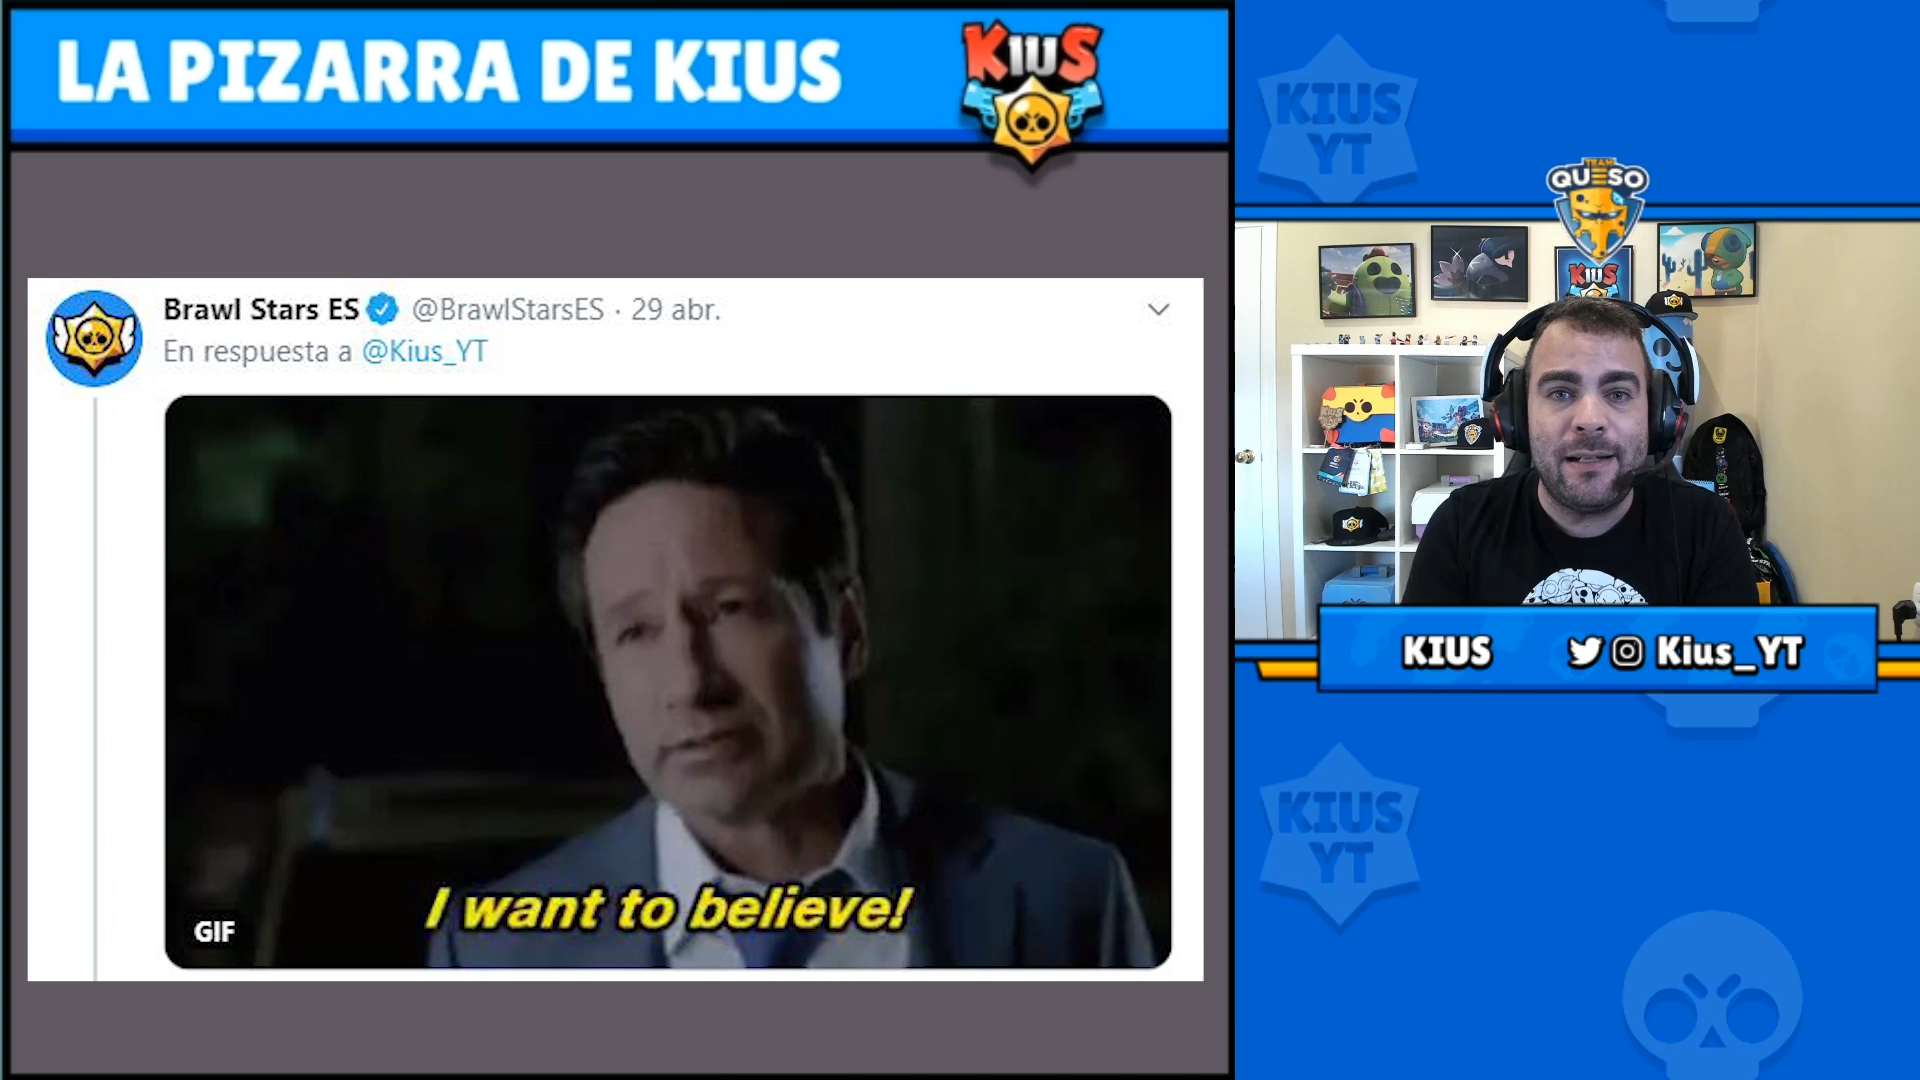 LA PIZARRA DE KIUS
KIUS
Brawl Stars ES @BrawlStarsES · 29 abr.
En respuesta a @Kius_YT
I want to believe!
GIF
KIUS
YT
TEAM
QUESO
KIUS
KIUS
Kius_YT
KIUS
YT